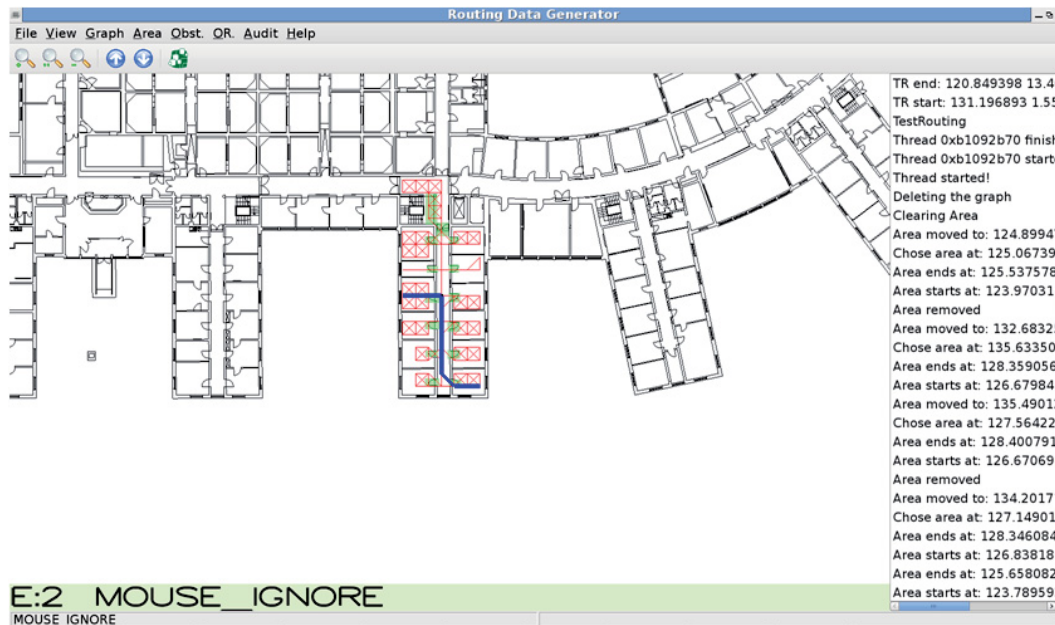 Routing Data Generator
File View Graph Area Obst. OR. Audit Help
TR end: 120.849398 13.4
TR start: 131.196893 1.55
TestRouting
Thread 0xb1092b70 finish
Thread 0xb1092b70 start
Thread started!
Deleting the graph
Clearing Area
Area moved to: 124.8994
Chose area at: 125.06739
Area ends at: 125.537578
Area starts at: 123.97031
Area removed
Area moved to: 132.6832
Chose area at: 135.63350
Area ends at: 128.359056
Area starts at: 126.67984
Area moved to: 135.4901
Chose area at: 127.56422
Area ends at: 128.400791
Area starts at: 126.67069
Area removed
Area moved to: 134.2017
Chose area at: 127.14901
Area ends at: 128.346084
Area starts at: 126.83818
Area ends at: 125.658082
Area starts at: 123.78959
E:2 MOUSE_IGNORE
MOUSE IGNORE